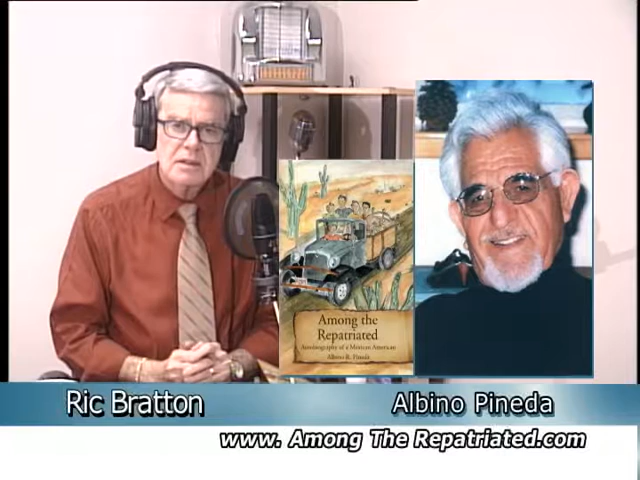 Among the
Repatriated
Autobiography of a Mexican American
Albino R. Pineda
Ric Bratton
Albino Pineda
www. Among The Repatriated.com